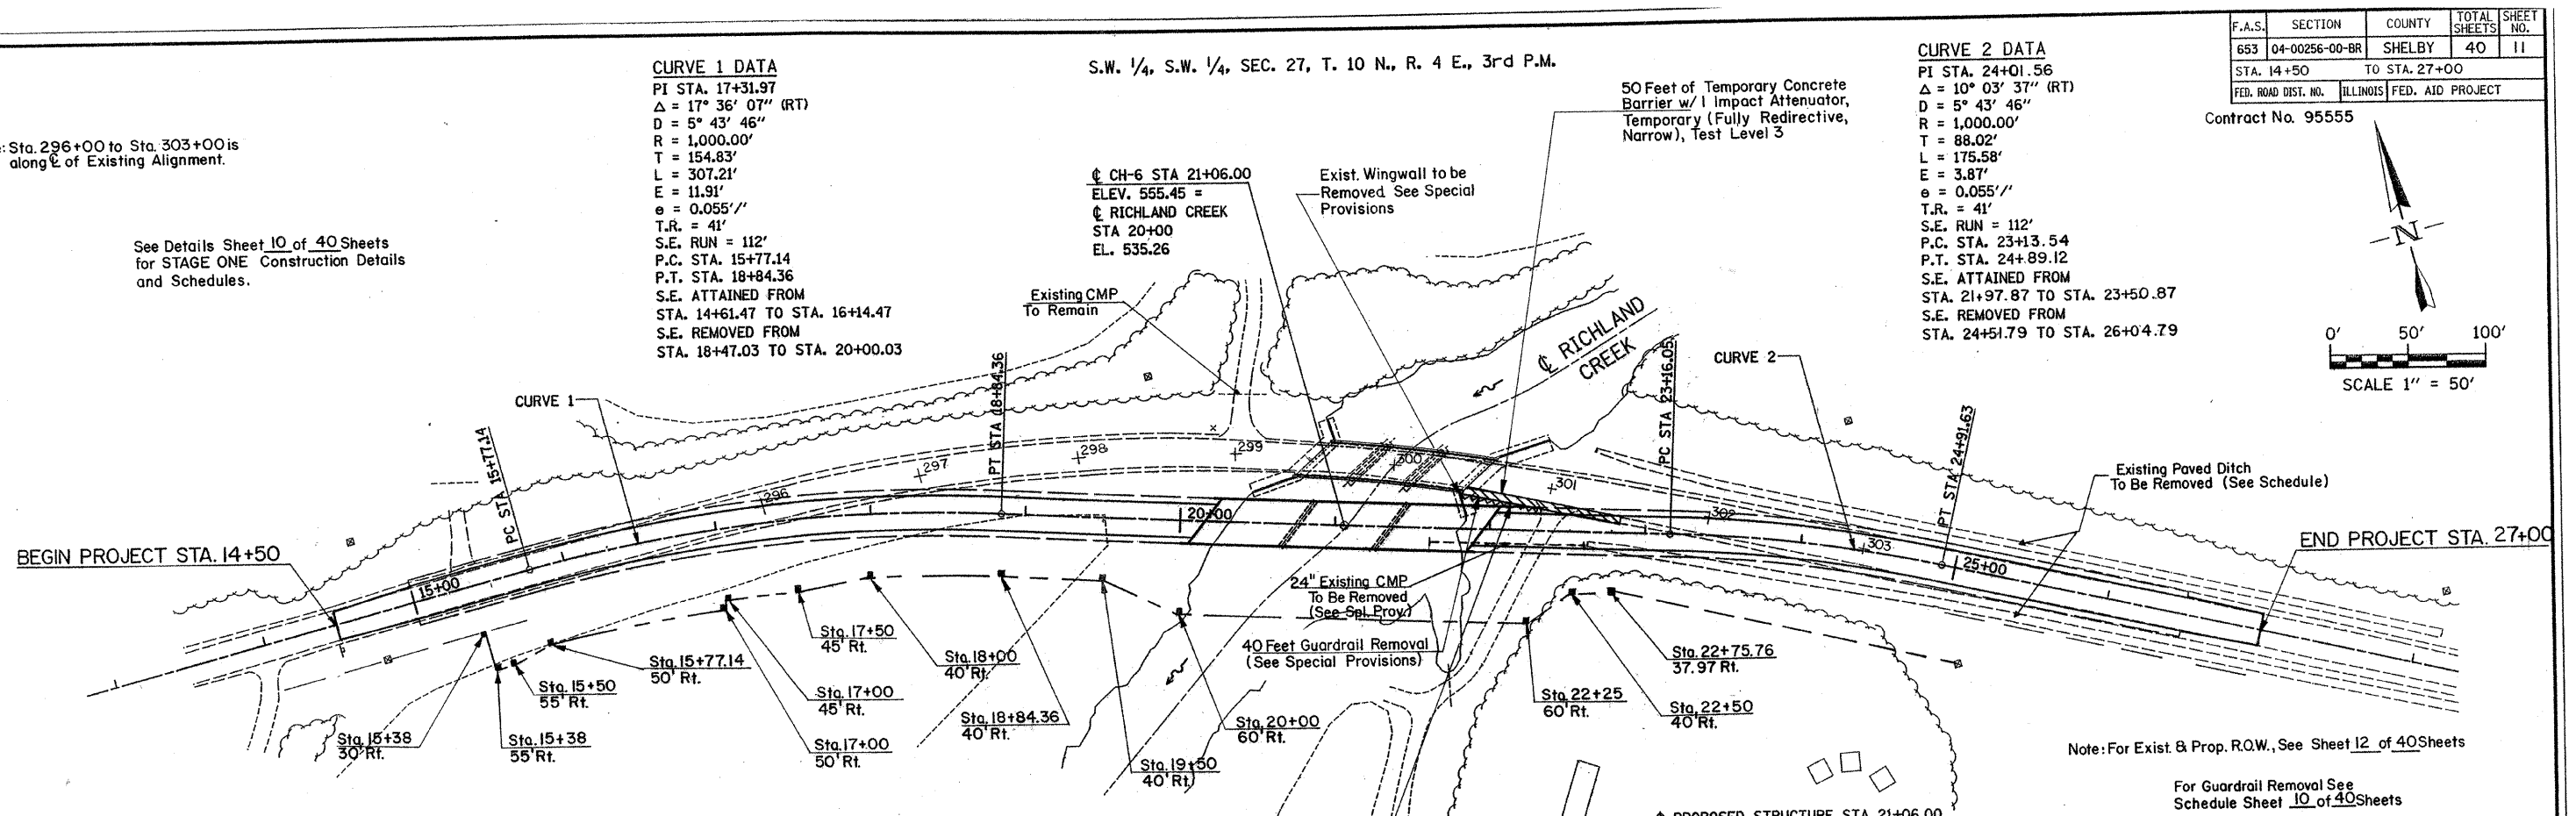 F.A.S. SECTION COUNTY TOTAL SHEETS SHEET NO.
653 04-00256-00-BR SHELBY 40 11
STA. 14+50 TO STA. 27+00
FED. ROAD DIST. NO. ILLINOIS FED. AID PROJECT
Contract No. 95555
: Sta. 296+00 to Sta. 303+00 is
along ℄ of Existing Alignment.
See Details Sheet 10 of 40 Sheets
for STAGE ONE Construction Details
and Schedules.
CURVE 1 DATA
PI STA. 17+31.97
Δ = 17° 36' 07" (RT)
D = 5° 43' 46"
R = 1,000.00'
T = 154.83'
L = 307.21'
E = 11.91'
e = 0.055'/'
T.R. = 41'
S.E. RUN = 112'
P.C. STA. 15+77.14
P.T. STA. 18+84.36
S.E. ATTAINED FROM
STA. 14+61.47 TO STA. 16+14.47
S.E. REMOVED FROM
STA. 18+47.03 TO STA. 20+00.03
S.W. 1/4, S.W. 1/4, SEC. 27, T. 10 N., R. 4 E., 3rd P.M.
℄ CH-6 STA 21+06.00
ELEV. 555.45 =
℄ RICHLAND CREEK
STA 20+00
EL. 535.26
Exist. Wingwall to be
Removed See Special
Provisions
50 Feet of Temporary Concrete
Barrier w/ 1 Impact Attenuator,
Temporary (Fully Redirective,
Narrow), Test Level 3
CURVE 2 DATA
PI STA. 24+01.56
Δ = 10° 03' 37" (RT)
D = 5° 43' 46"
R = 1,000.00'
T = 88.02'
L = 175.58'
E = 3.87'
e = 0.055'/'
T.R. = 41'
S.E. RUN = 112'
P.C. STA. 23+13.54
P.T. STA. 24+89.12
S.E. ATTAINED FROM
STA. 21+97.87 TO STA. 23+50.87
S.E. REMOVED FROM
STA. 24+51.79 TO STA. 26+04.79
N
0' 50' 100'
SCALE 1" = 50'
Existing CMP
To Remain
℄ RICHLAND
CREEK
CURVE 1
CURVE 2
PC STA 15+77.14
PT STA 18+84.36
PC STA 23+16.05
PT STA 24+91.63
296
297
298
299
300
301
302
303
15+00
20+00
25+00
BEGIN PROJECT STA. 14+50
END PROJECT STA. 27+00
Existing Paved Ditch
To Be Removed (See Schedule)
24" Existing CMP
To Be Removed
(See Spl. Prov.)
40 Feet Guardrail Removal
(See Special Provisions)
Sta. 15+38
30' Rt.
Sta. 15+38
55' Rt.
Sta. 15+50
55' Rt.
Sta. 15+77.14
50' Rt.
Sta. 17+00
45' Rt.
Sta. 17+00
50' Rt.
Sta. 17+50
45' Rt.
Sta. 18+00
40' Rt.
Sta. 18+84.36
40' Rt.
Sta. 19+50
40' Rt.
Sta. 20+00
60' Rt.
Sta. 22+25
60' Rt.
Sta. 22+50
40' Rt.
Sta. 22+75.76
37.97 Rt.
Note: For Exist. & Prop. R.O.W., See Sheet 12 of 40 Sheets
For Guardrail Removal See
Schedule Sheet 10 of 40 Sheets
℄ PROPOSED STRUCTURE STA. 21+06.00